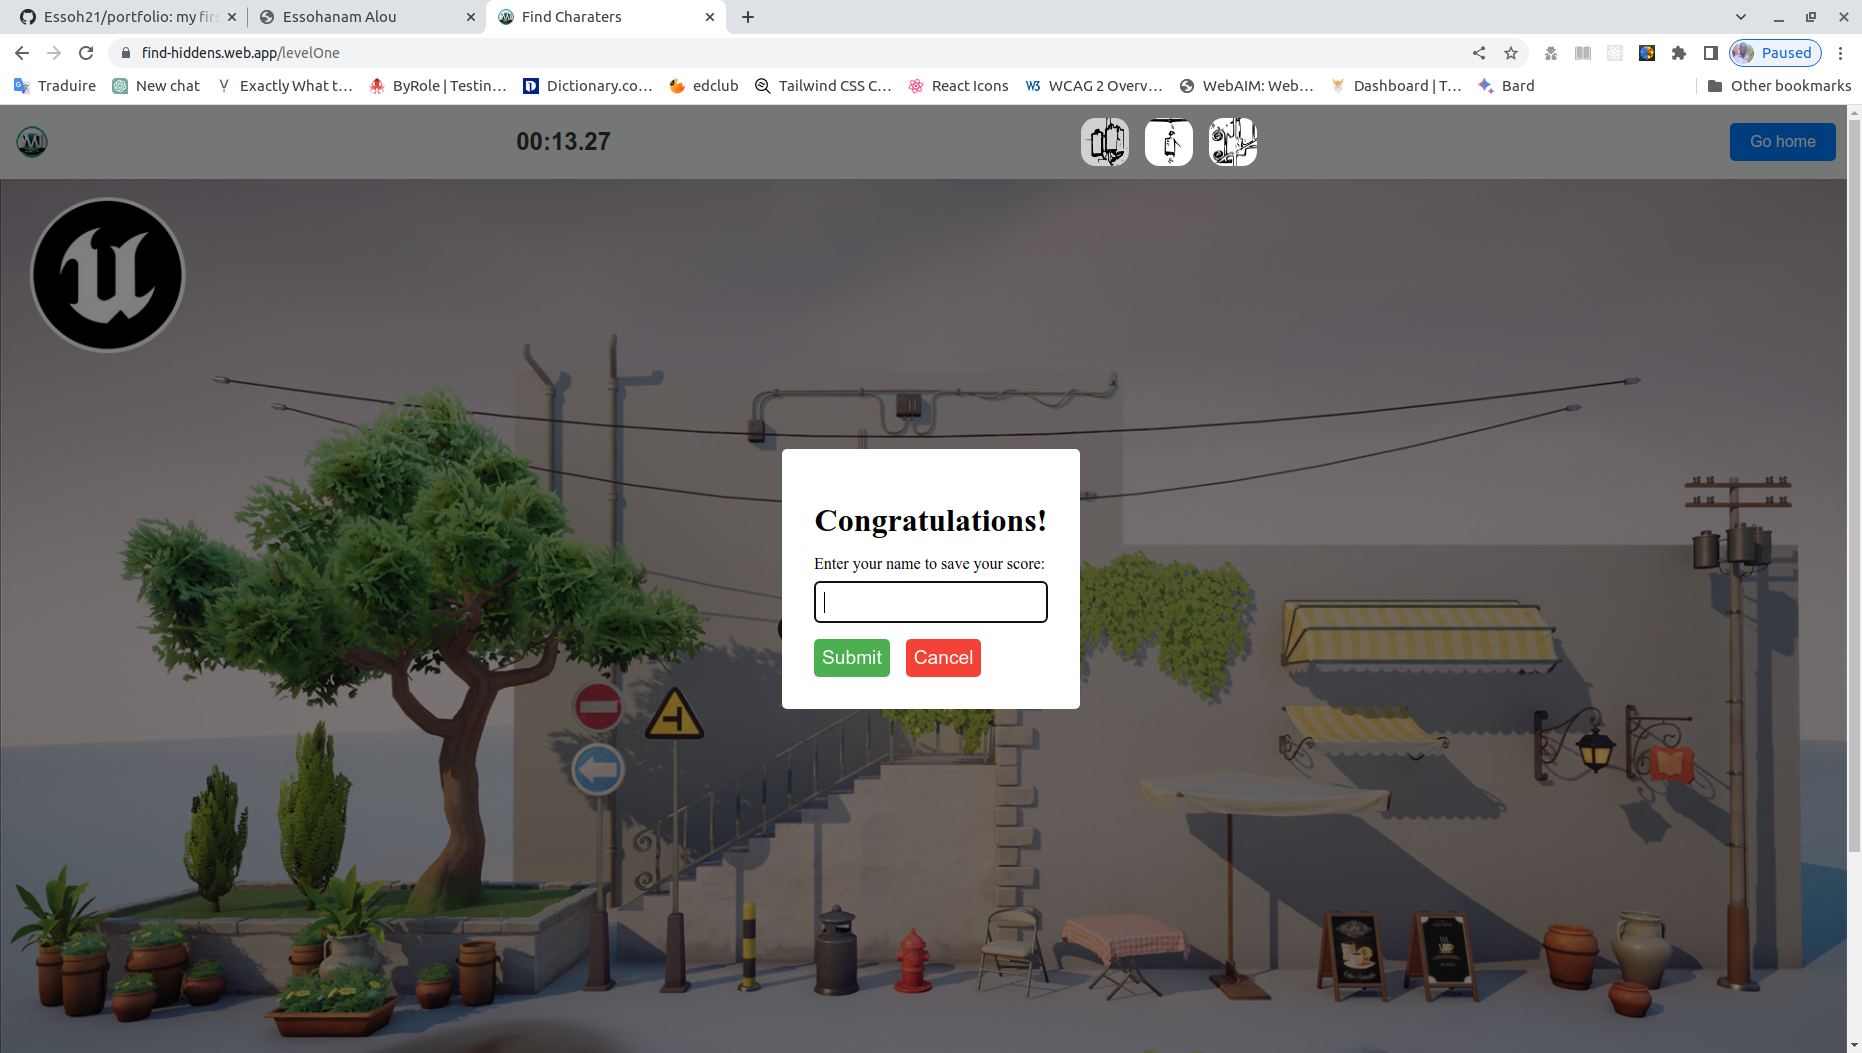 Essoh21/portfolio: my firs
Essohanam Alou
Find Charaters
find-hiddens.web.app/levelOne
Paused
Traduire
New chat
Exactly What t...
ByRole | Testin...
Dictionary.co...
edclub
Tailwind CSS C...
React Icons
WCAG 2 Overv...
WebAIM: Web...
Dashboard | T...
Bard
Other bookmarks
00:13.27
Go home
Congratulations!
Enter your name to save your score:
Submit
Cancel